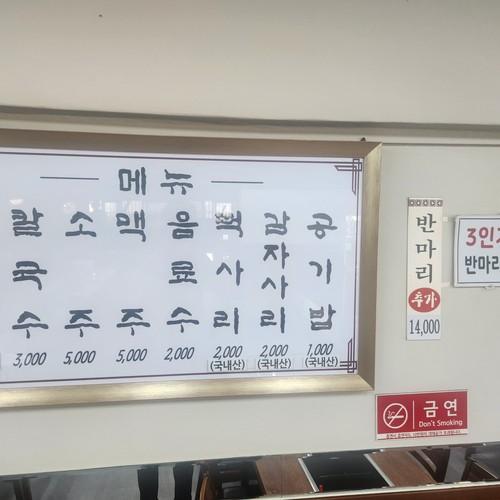 메뉴
칼국수 3,000
소주 5,000
맥주 5,000
음료수 2,000
떡사리 2,000 (국내산)
감자사리 2,000 (국내산)
공기밥 1,000 (국내산)
반마리
추가
14,000
3인
반마리
금연
Don't Smoking